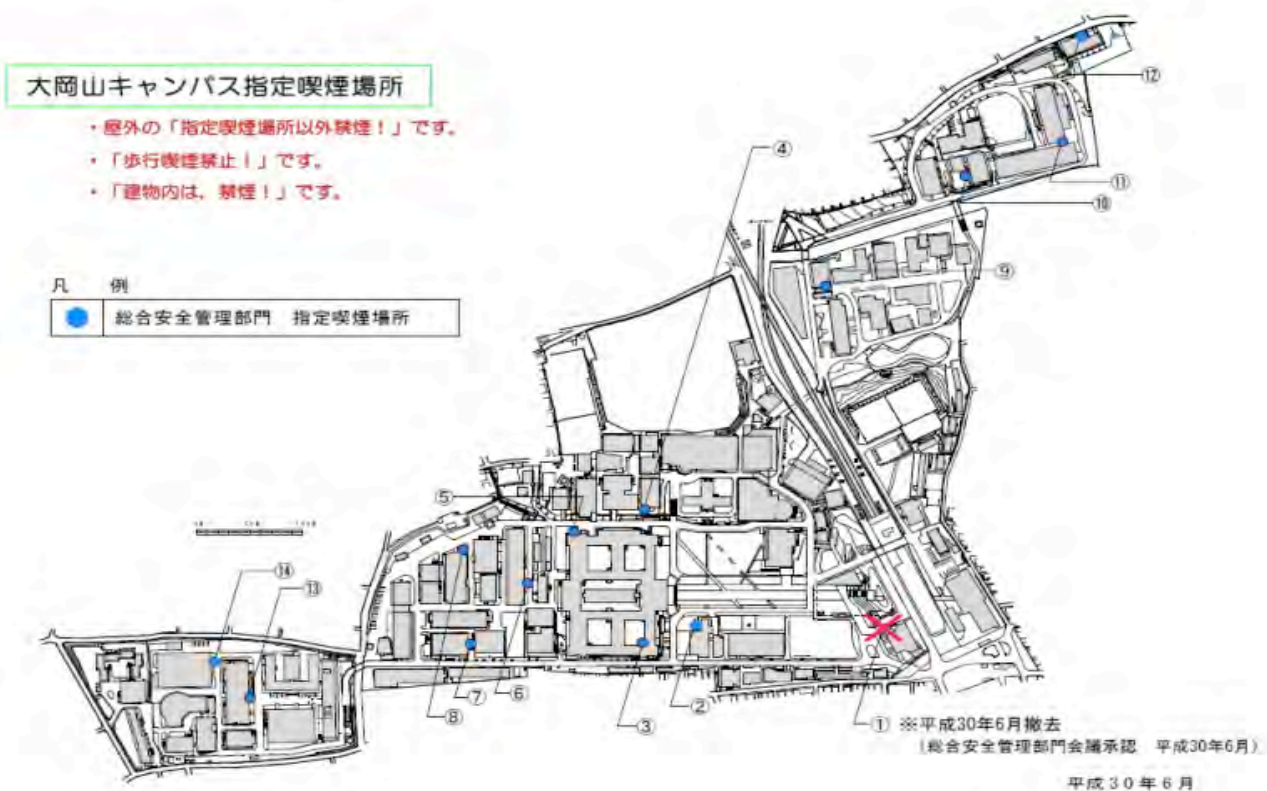 大岡山キャンパス指定喫煙場所
・屋外の「指定喫煙場所以外禁煙！」です。
・「歩行喫煙禁止！」です。
・「建物内は、禁煙！」です。
凡 例
総合安全管理部門 指定喫煙場所
⑫
④
⑪
⑩
⑨
⑤
⑭
⑬
⑦
⑥
⑧
②
③
① ※平成30年6月撤去
(総合安全管理部門会議承認 平成30年6月)
平成30年6月